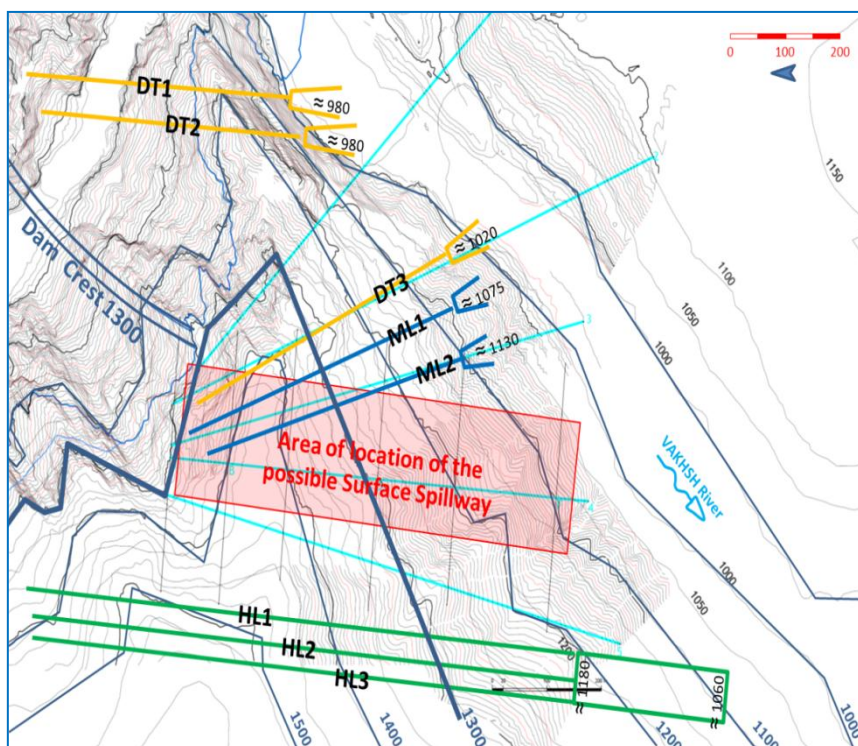 0 100 200
DT1
≈ 980
DT2
≈ 980
1150
Dam Crest 1300
1100
≈ 1020
DT3
1050
≈ 1075
ML1
3
1000
≈ 1130
ML2
Area of location of the
possible Surface Spillway
VAKHSH River
4
1000
1050
HL1
HL2
1200
HL3
≈ 1180
≈ 1060
1500
1400
1300
1200
1100
1000